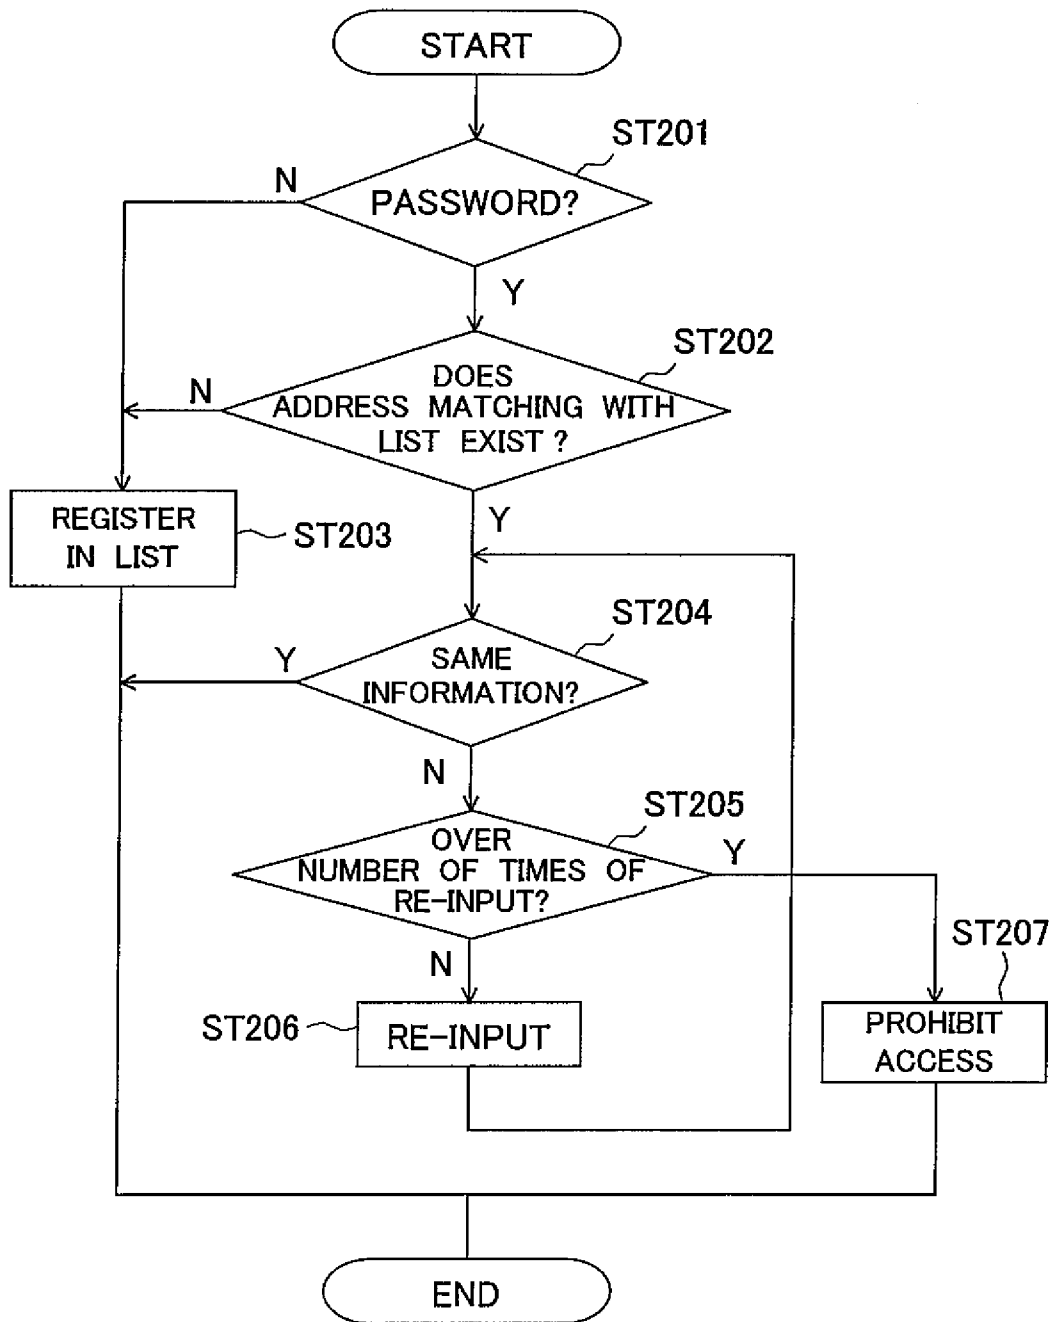 START
ST201
N
PASSWORD?
Y
ST202
N
DOES
ADDRESS MATCHING WITH
LIST EXIST ?
Y
REGISTER
IN LIST
ST203
ST204
Y
SAME
INFORMATION?
N
ST205
OVER
NUMBER OF TIMES OF
RE-INPUT?
Y
N
ST207
ST206
RE-INPUT
PROHIBIT
ACCESS
END